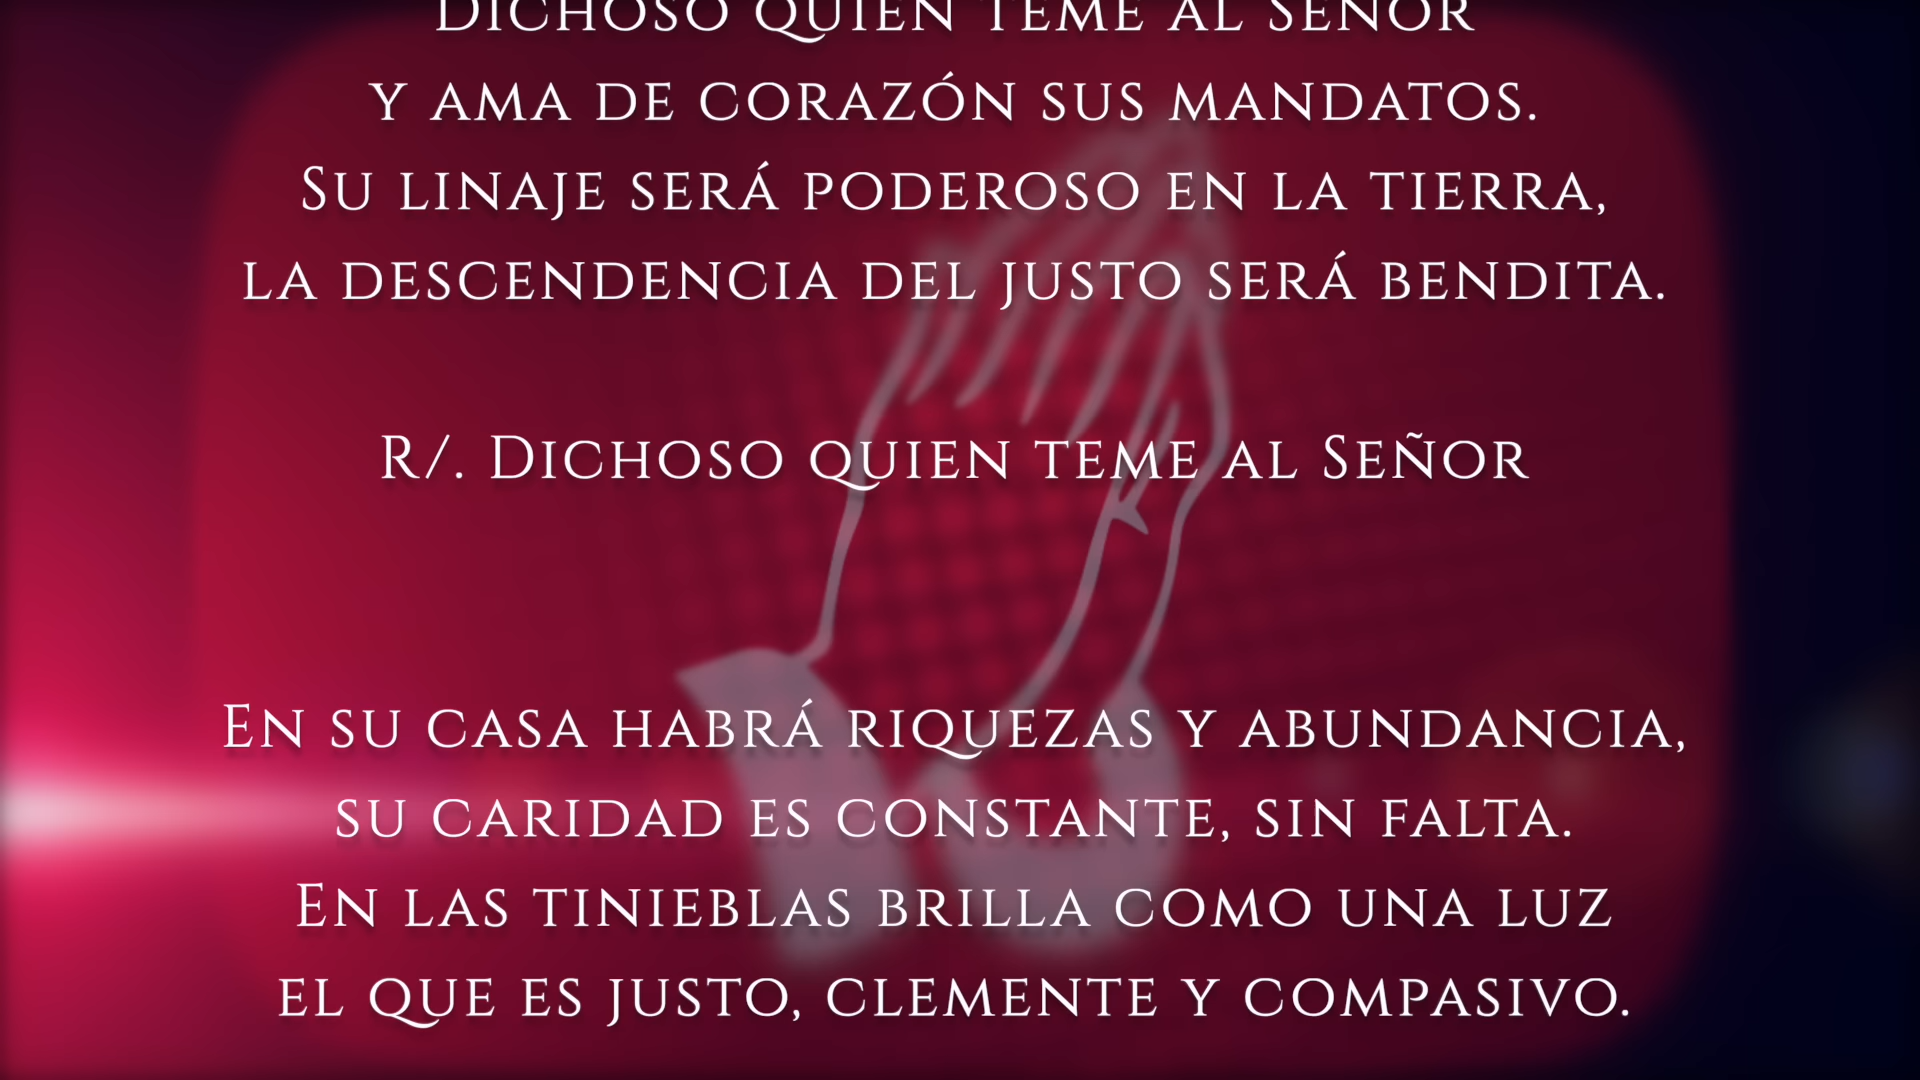 Dichoso quien teme al Señor
y ama de corazón sus mandatos.
Su linaje será poderoso en la tierra,
la descendencia del justo será bendita.
R/. Dichoso quien teme al Señor
En su casa habrá riquezas y abundancia,
su caridad es constante, sin falta.
En las tinieblas brilla como una luz
el que es justo, clemente y compasivo.